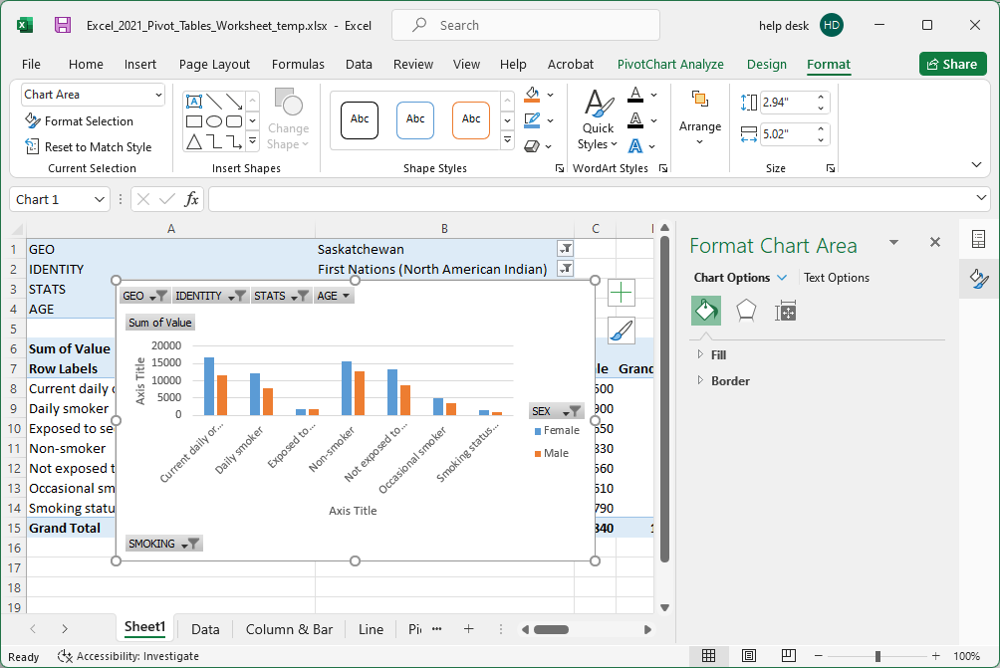 Excel_2021_Pivot_Tables_Worksheet_temp.xlsx - Excel
Search
help desk HD
File Home Insert Page Layout Formulas Data Review View Help Acrobat PivotChart Analyze Design Format Share
Chart Area
Format Selection
Reset to Match Style
Current Selection
A
Change Shape
Insert Shapes
Abc Abc Abc
Shape Styles
A
Quick Styles
A
A
A
WordArt Styles
Arrange
2.94"
5.02"
Size
Chart 1
fx
A B C
1 GEO Saskatchewan
2 IDENTITY First Nations (North American Indian)
3 STATS
4 AGE
5
6 Sum of Value
7 Row Labels le Grand
8 Current daily o 500
9 Daily smoker 900
10 Exposed to se 650
11 Non-smoker 330
12 Not exposed t 560
13 Occasional sm 510
14 Smoking statu 790
15 Grand Total 340 1
16
17
18
19
GEO IDENTITY STATS AGE
Sum of Value
20000
15000
10000
5000
0
Axis Title
Current daily or...
Daily smoker
Exposed to...
Non-smoker
Not exposed to...
Occasional smoker
Smoking status...
Axis Title
SEX
Female
Male
SMOKING
Format Chart Area
Chart Options Text Options
Fill
Border
Sheet1 Data Column & Bar Line Pi ...
Ready Accessibility: Investigate 100%